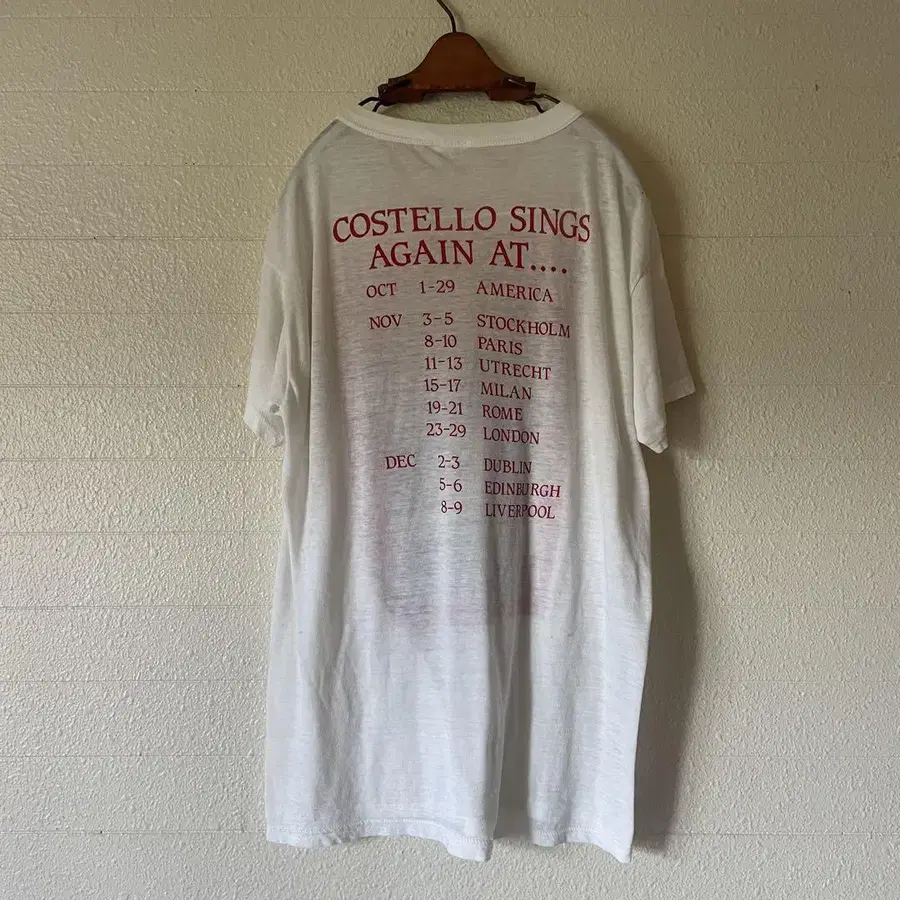 COSTELLO SINGS
AGAIN AT....
OCT 1-29 AMERICA
NOV 3-5 STOCKHOLM
8-10 PARIS
11-13 UTRECHT
15-17 MILAN
19-21 ROME
23-29 LONDON
DEC 2-3 DUBLIN
5-6 EDINBURGH
8-9 LIVERPOOL